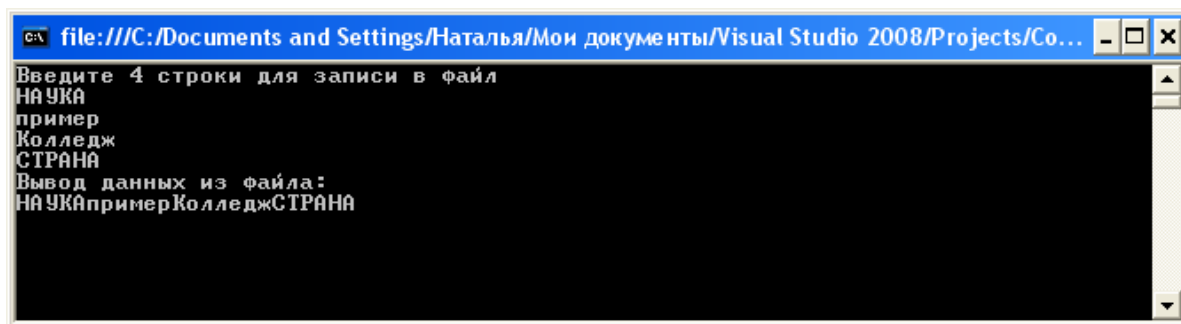 file:///C:/Documents and Settings/Наталья/Мои документы/Visual Studio 2008/Projects/Co...
Введите 4 строки для записи в файл
НАУКА
пример
Колледж
СТРАНА
Вывод данных из файла:
НАУКАпримерКолледжСТРАНА